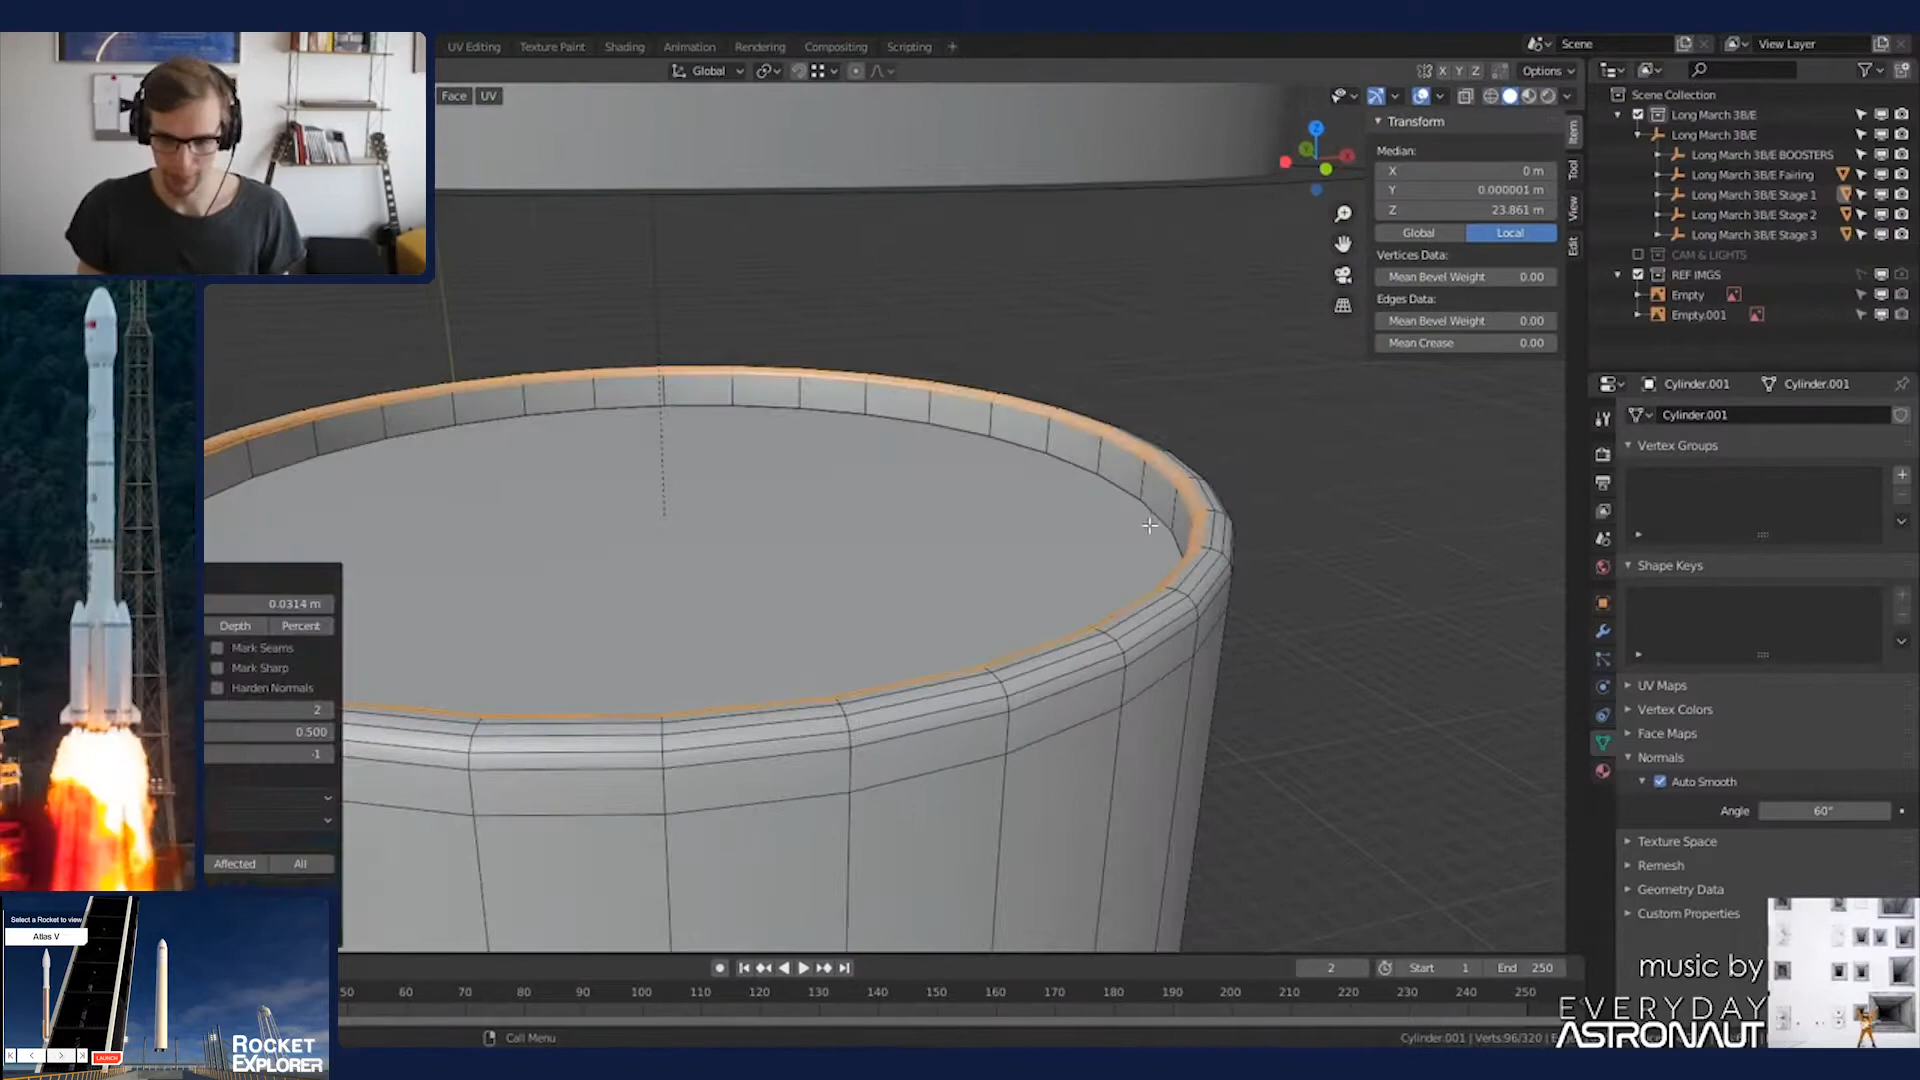 UV Editing Texture Paint Shading Animation Rendering Compositing Scripting +
Scene
View Layer
Global
X Y Z
Options
Face UV
Transform
Median:
X 0 m
Y 0.000001 m
Z 23.861 m
Global Local
Vertices Data:
Mean Bevel Weight 0.00
Edges Data:
Mean Bevel Weight 0.00
Mean Crease 0.00
Item
Tool
View
Edit
Scene Collection
Long March 3B/E
Long March 3B/E
Long March 3B/E BOOSTERS
Long March 3B/E Fairing
Long March 3B/E Stage 1
Long March 3B/E Stage 2
Long March 3B/E Stage 3
CAM & LIGHTS
REF IMGS
Empty
Empty.001
Cylinder.001
Cylinder.001
Cylinder.001
Vertex Groups
Shape Keys
UV Maps
Vertex Colors
Face Maps
Normals
Auto Smooth
Angle 60°
Texture Space
Remesh
Geometry Data
Custom Properties
0.0314 m
Depth Percent
Mark Seams
Mark Sharp
Harden Normals
2
0.500
-1
Affected All
2
Start 1
End 250
50 60 70 80 90 100 110 120 130 140 150 160 170 180 190 200 210 220 230 240 250
Call Menu
Cylinder.001 | Verts:96/320 | E
Select a Rocket to view
Atlas V
LAUNCH
ROCKET
EXPLORER
music by
EVERYDAY
ASTRONAUT